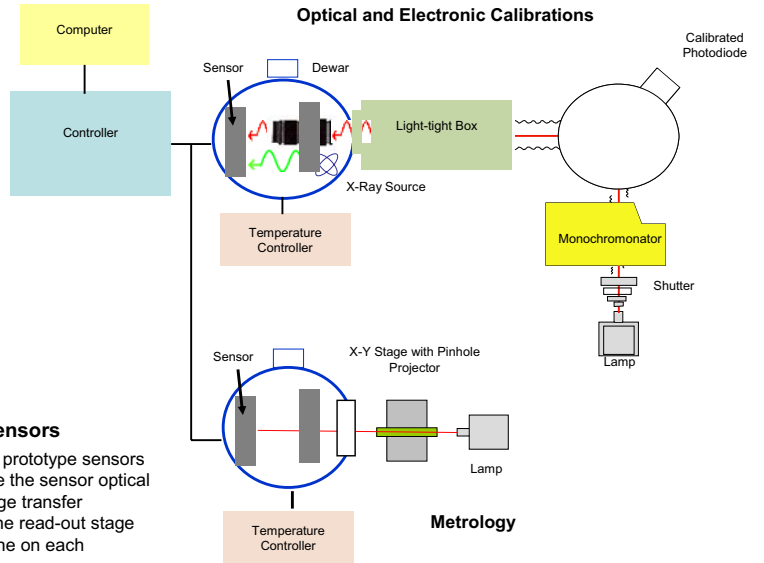 Optical and Electronic Calibrations
Computer
Calibrated
Photodiode
Sensor
Dewar
Controller
Light-tight Box
X-Ray Source
Temperature
Controller
Monochromonator
Shutter
Lamp
Sensor
X-Y Stage with Pinhole
Projector
Lamp
ensors
prototype sensors
e the sensor optical
ge transfer
he read-out stage
ne on each
Metrology
Temperature
Controller